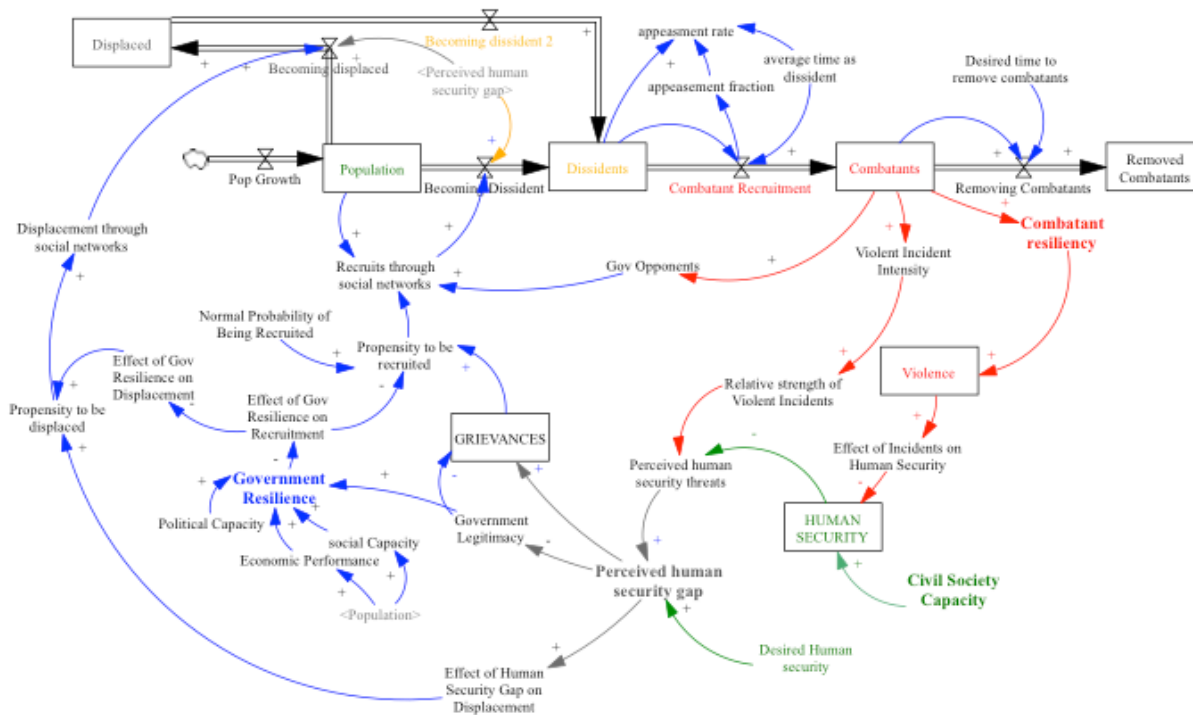 Displaced
Becoming dissident 2
Becoming displaced
<Perceived human
security gap>
appeasment rate
average time as
dissident
appeasement fraction
Desired time to
remove combatants
Pop Growth
Population
Becoming Dissident
Dissidents
Combatant Recruitment
Combatants
Removing Combatants
Removed
Combatants
Displacement through
social networks
Recruits through
social networks
Gov Opponents
Violent Incident
Intensity
Combatant
resiliency
Normal Probability of
Being Recruited
Propensity to be
recruited
Effect of Gov
Resilience on
Displacement
Propensity to be
displaced
Effect of Gov
Resilience on
Recruitment
Relative strength of
Violent Incidents
Violence
GRIEVANCES
Perceived human
security threats
Effect of Incidents on
Human Security
Government
Resilience
Political Capacity
Government
Legitimacy
social Capacity
Economic Performance
<Population>
HUMAN
SECURITY
Perceived human
security gap
Civil Society
Capacity
Desired Human
security
Effect of Human
Security Gap on
Displacement